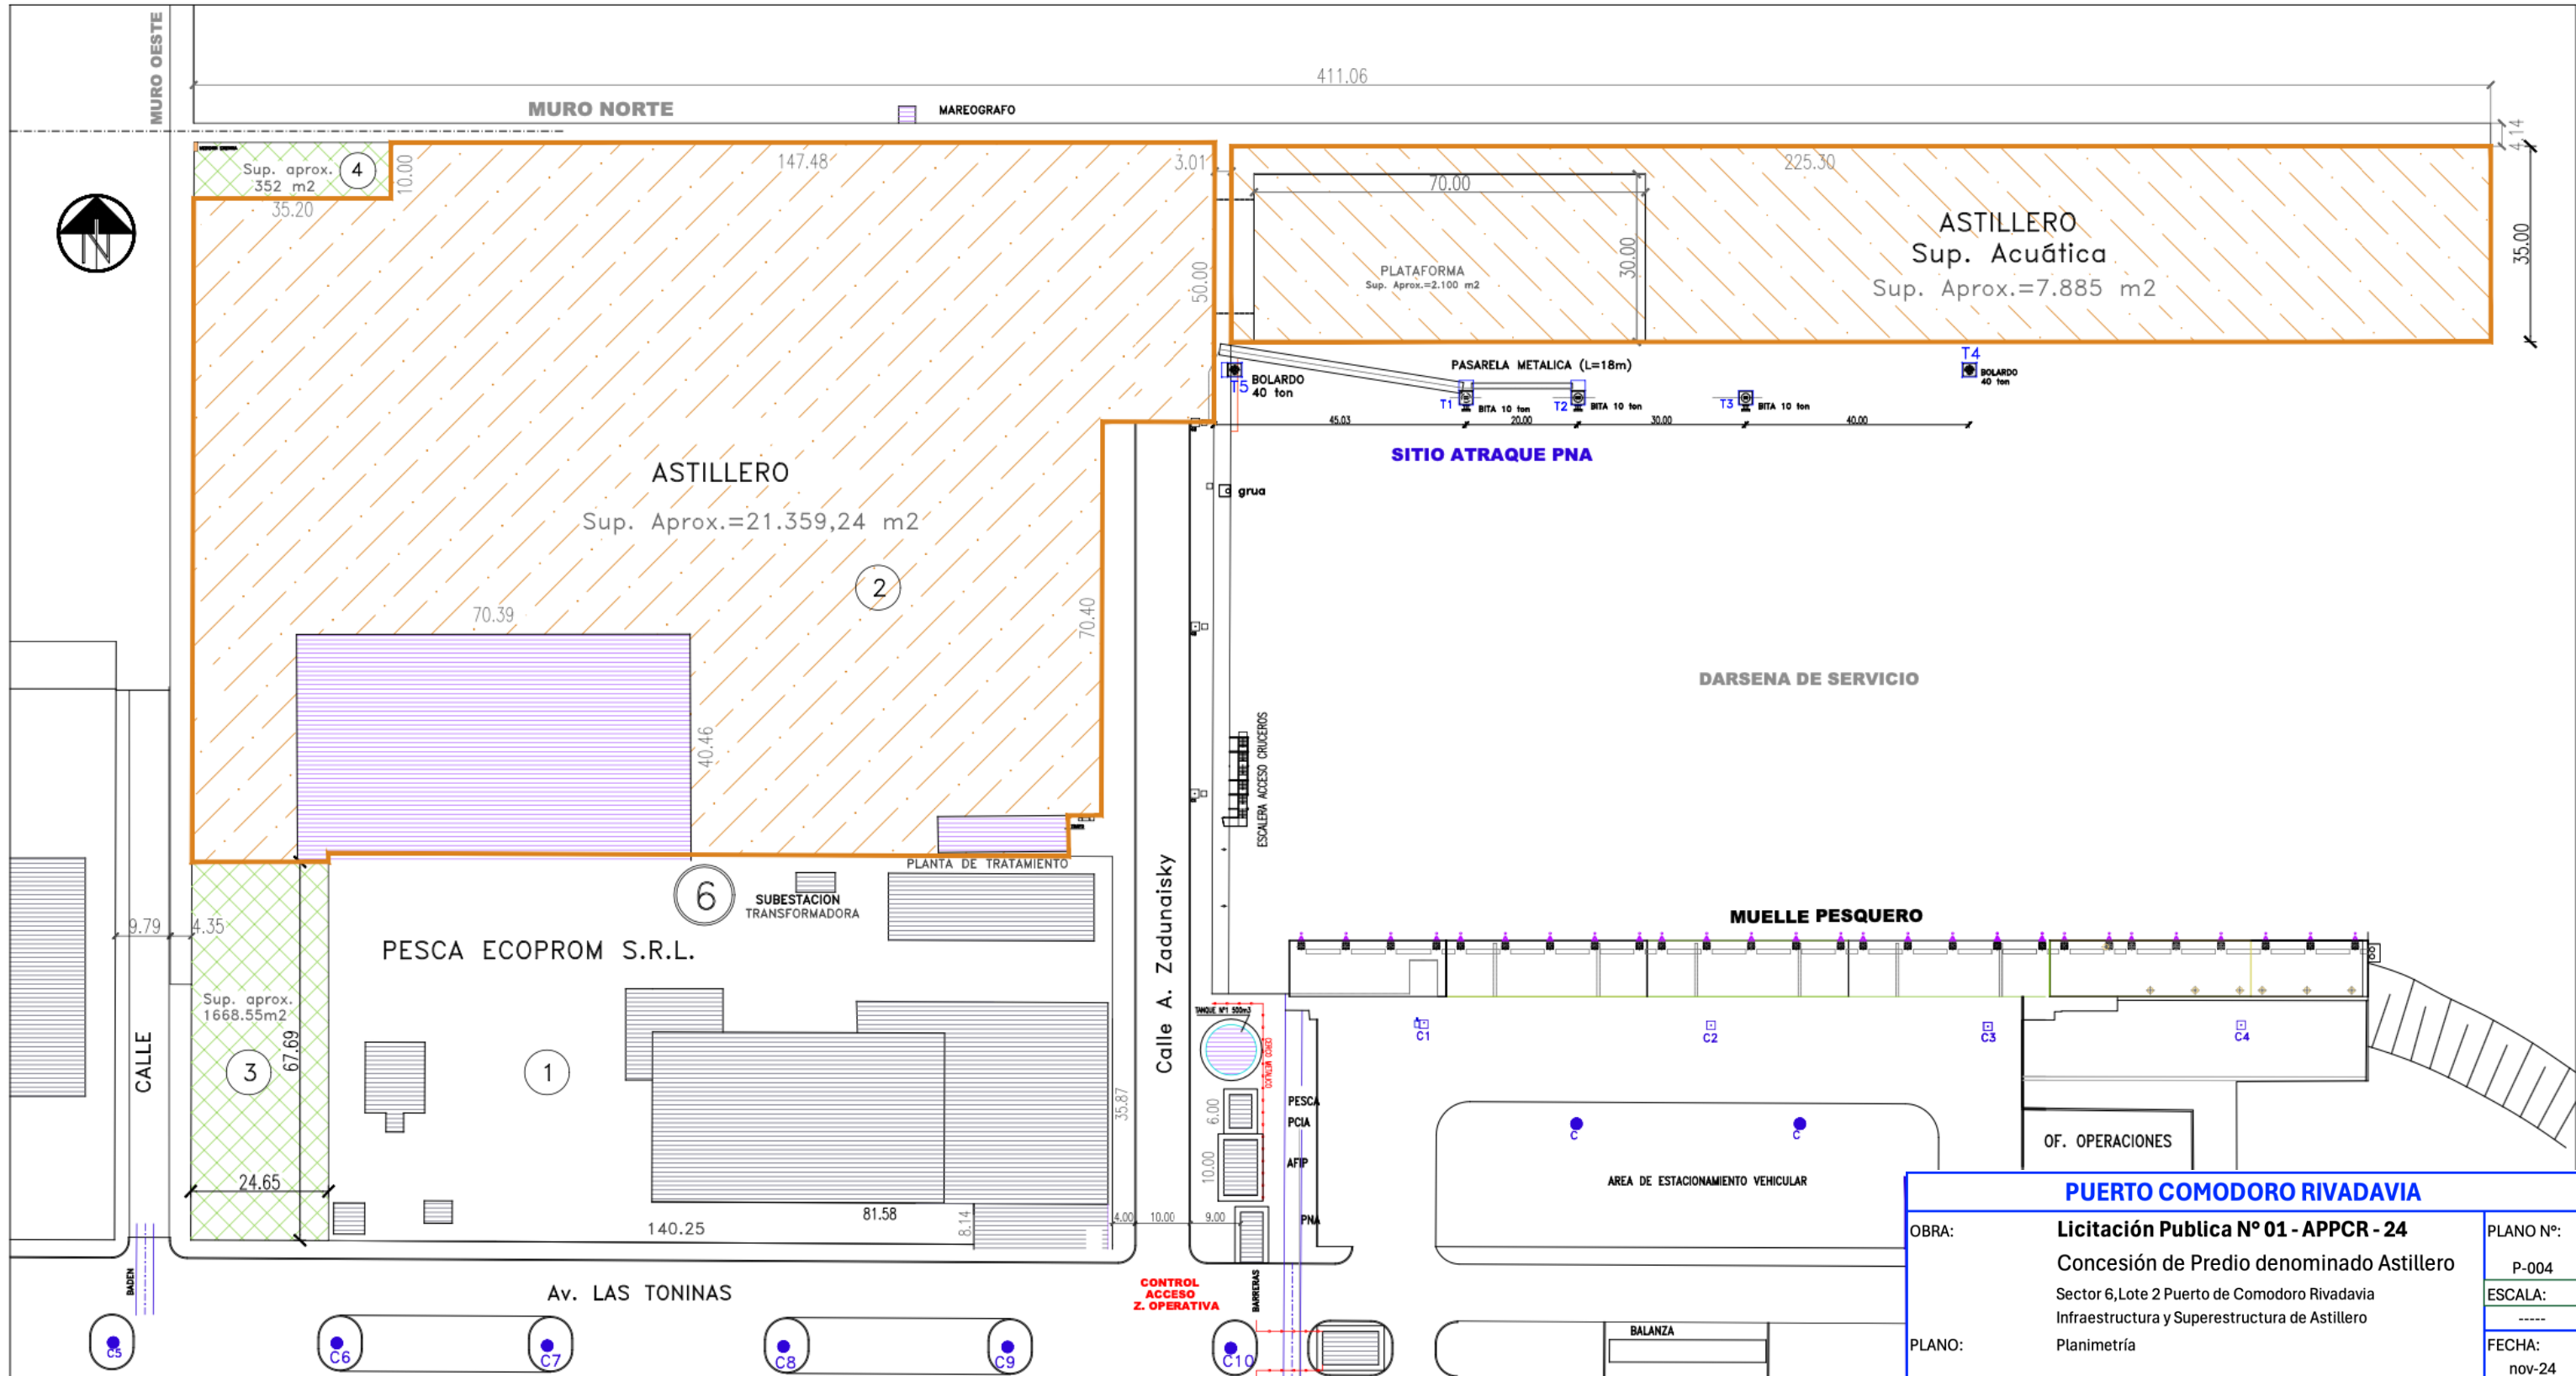 MURO OESTE
411.06
MURO NORTE
MAREOGRAFO
4.14
Sup. aprox.
352 m2
4
10.00
35.20
147.48
3.01
225.30
70.00
N
50.00
30.00
35.00
PLATAFORMA
Sup. Aprox.=2.100 m2
ASTILLERO
Sup. Acuática
Sup. Aprox.=7.885 m2
T5
BOLARDO
40 ton
PASARELA METALICA (L=18m)
T1
BITA 10 ton
T2
BITA 10 ton
T3
BITA 10 ton
T4
BOLARDO
40 ton
45.03
20.00
30.00
40.00
SITIO ATRAQUE PNA
grua
ASTILLERO
Sup. Aprox.=21.359,24 m2
2
70.39
70.40
40.46
DARSENA DE SERVICIO
ESCALERA ACCESO CRUCEROS
PLANTA DE TRATAMIENTO
6
SUBESTACION
TRANSFORMADORA
PESCA ECOPROM S.R.L.
9.79
4.35
Sup. aprox.
1668.55m2
67.69
3
1
24.65
CALLE
Calle A. Zadunaisky
35.87
MUELLE PESQUERO
TANQUE Nº1 500m3
CERCO METALICO
C1
C2
C3
C4
6.00
PESCA
PCIA
10.00
AFIP
PNA
C
C
AREA DE ESTACIONAMIENTO VEHICULAR
OF. OPERACIONES
140.25
81.58
8.14
4.00
10.00
9.00
BADEN
Av. LAS TONINAS
CONTROL
ACCESO
Z. OPERATIVA
BARRERAS
C5
C6
C7
C8
C9
C10
BALANZA
PUERTO COMODORO RIVADAVIA
OBRA:
Licitación Publica Nº 01 - APPCR - 24
Concesión de Predio denominado Astillero
Sector 6,Lote 2 Puerto de Comodoro Rivadavia
Infraestructura y Superestructura de Astillero
PLANO:
Planimetría
PLANO Nº:
P-004
ESCALA:
-----
FECHA:
nov-24